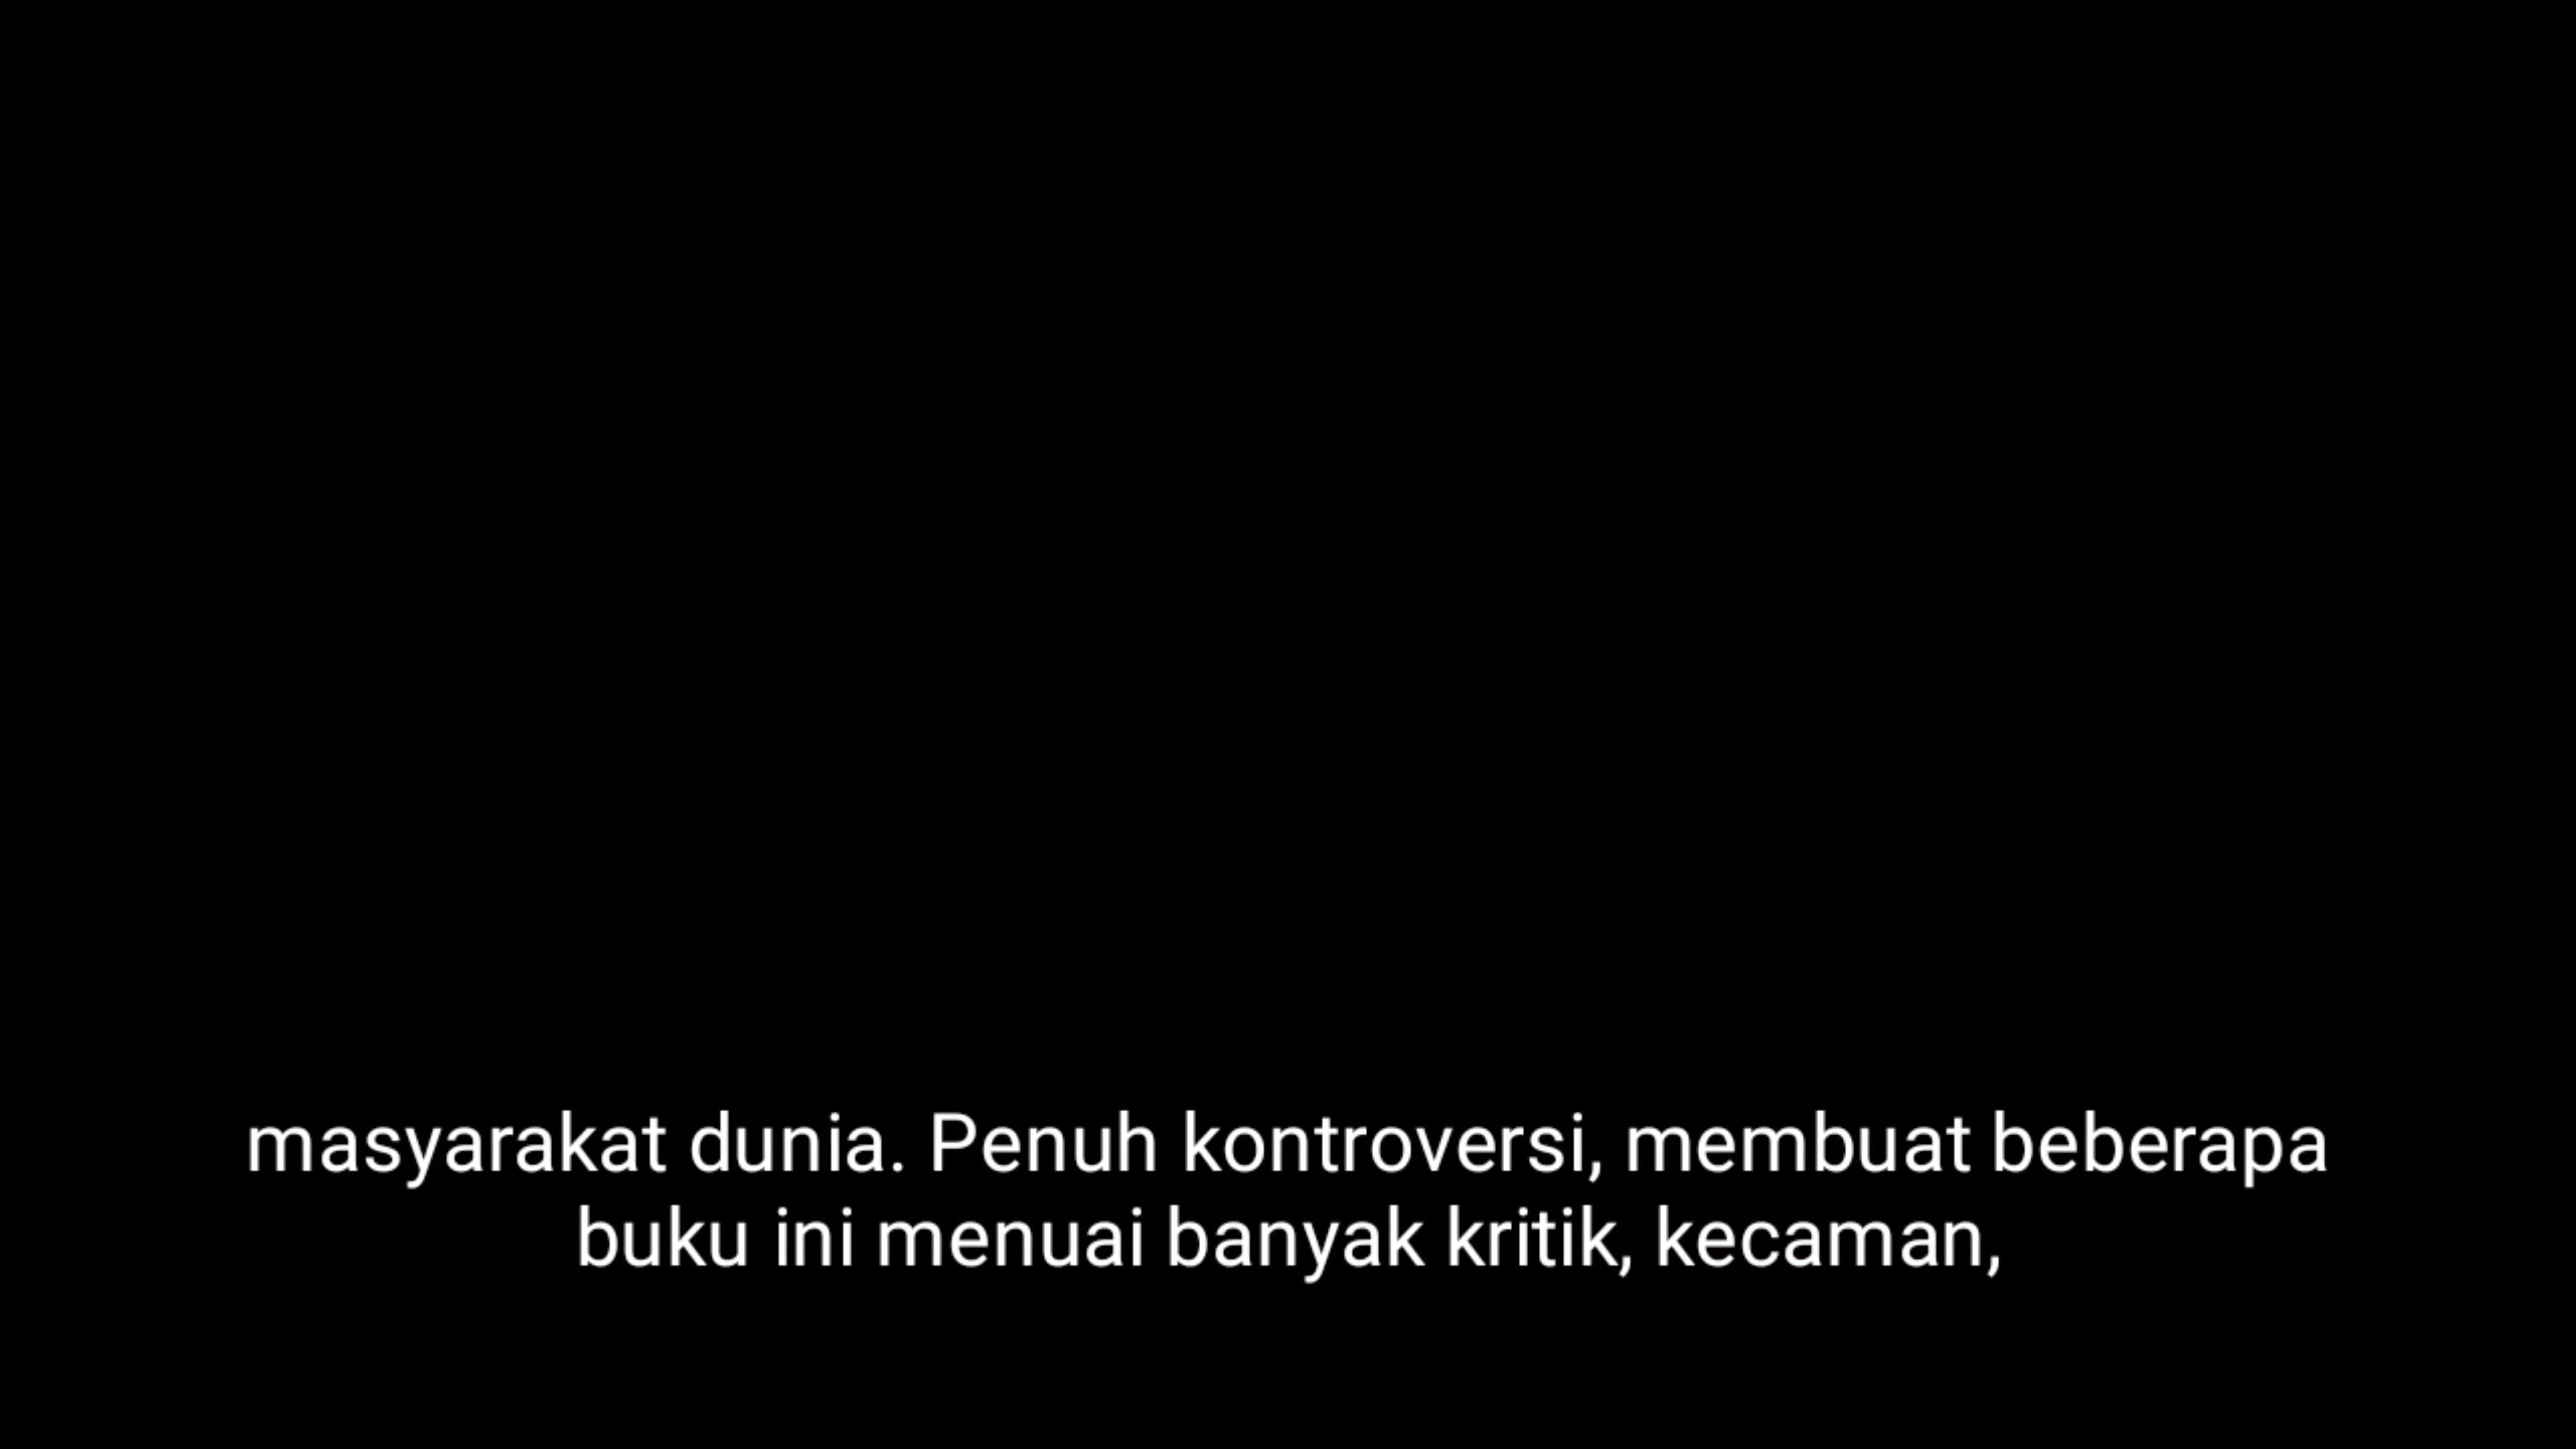 masyarakat dunia. Penuh kontroversi, membuat beberapa
buku ini menuai banyak kritik, kecaman,